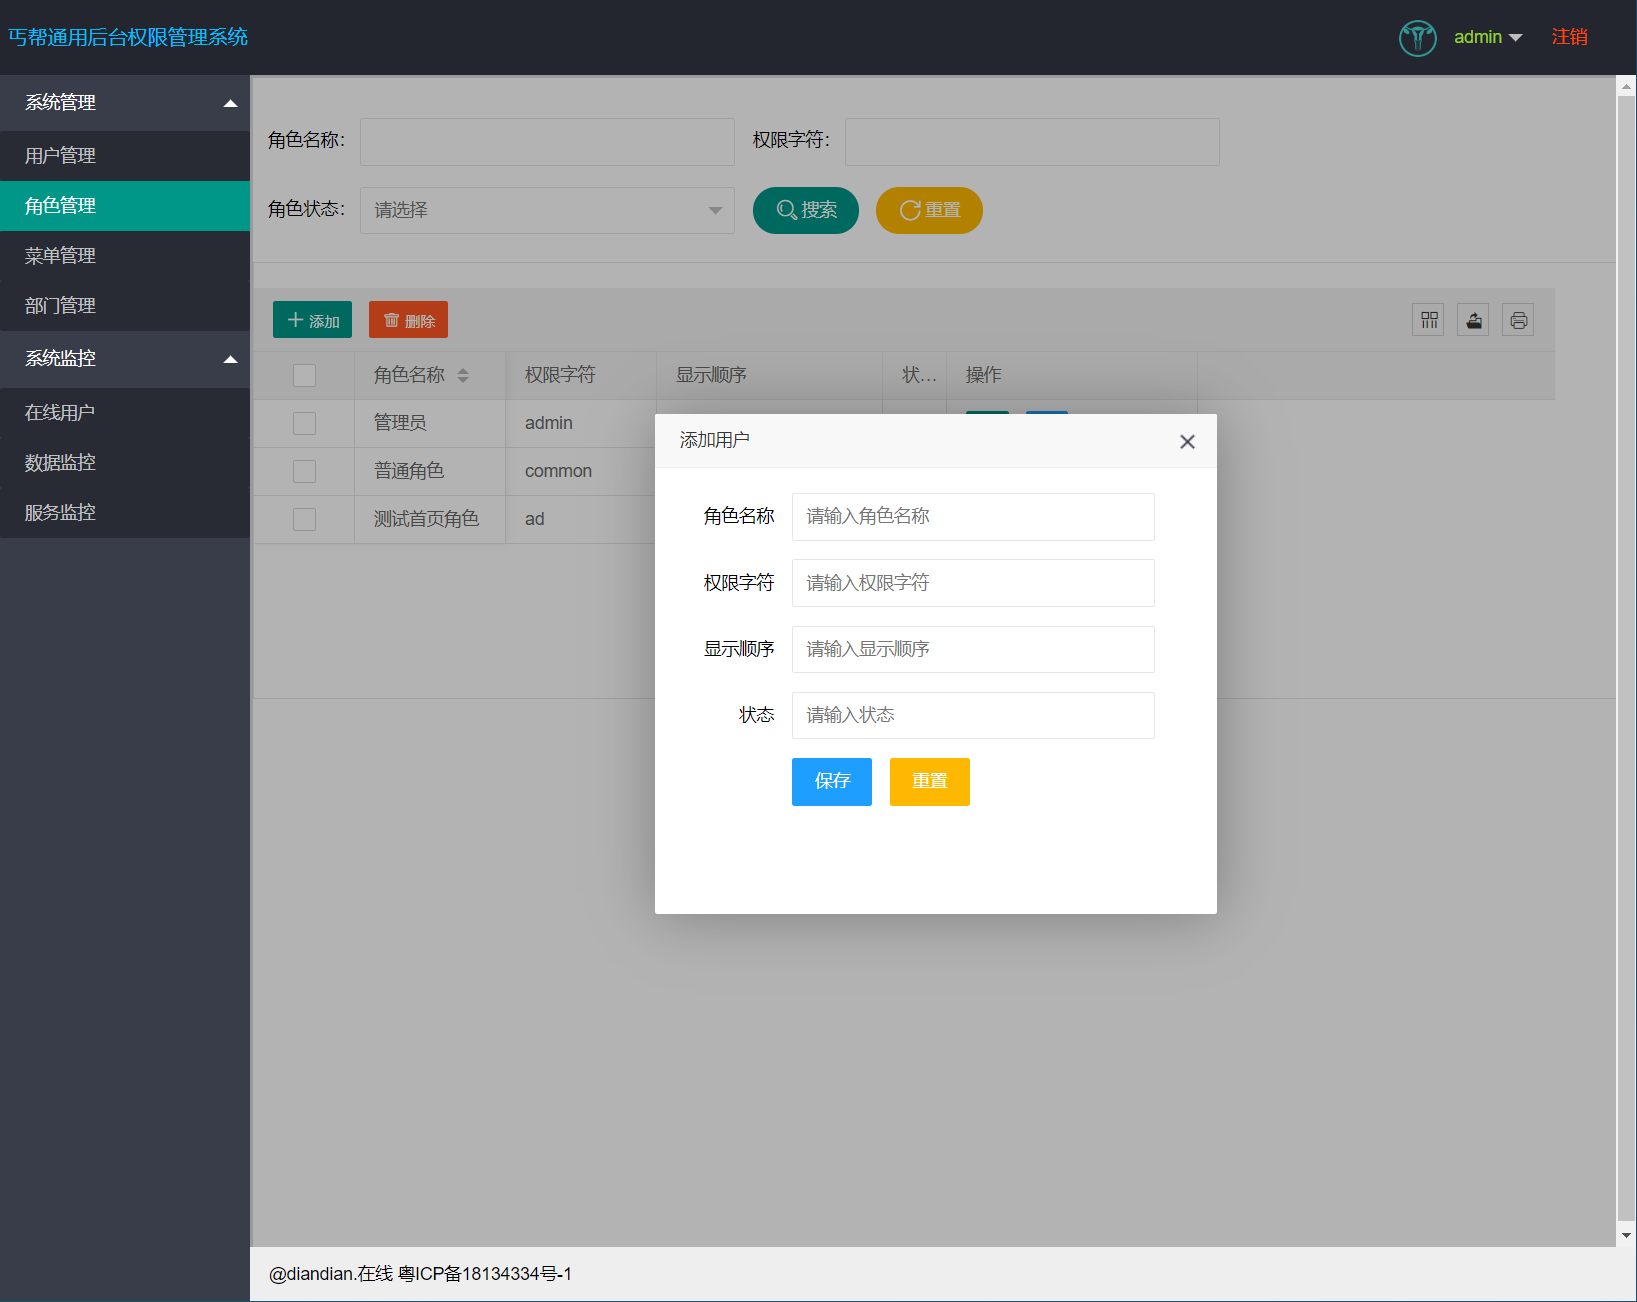 丐帮通用后台权限管理系统
admin
注销
系统管理
用户管理
角色管理
菜单管理
部门管理
系统监控
在线用户
数据监控
服务监控
角色名称:
权限字符:
角色状态:
请选择
搜索
重置
添加
删除
角色名称
权限字符
显示顺序
状...
操作
管理员
admin
普通角色
common
测试首页角色
ad
添加用户
角色名称
请输入角色名称
权限字符
请输入权限字符
显示顺序
请输入显示顺序
状态
请输入状态
保存
重置
@diandian.在线 粤ICP备18134334号-1